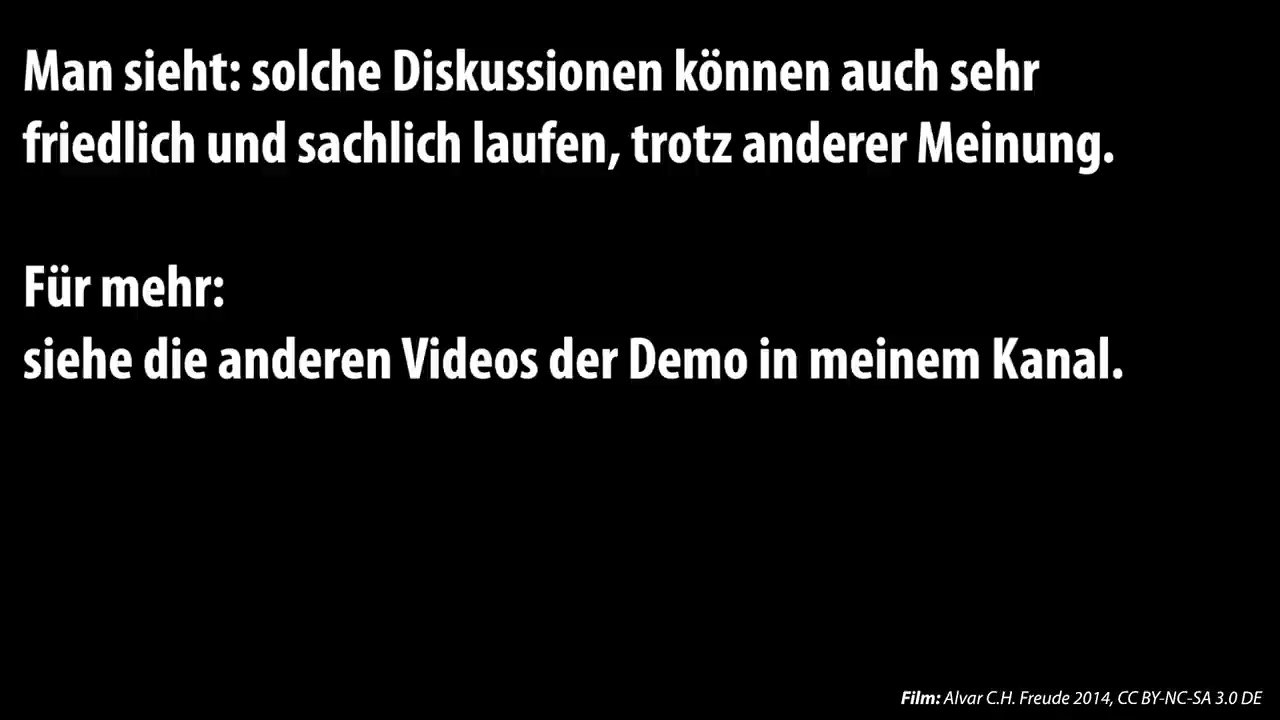 Man sieht: solche Diskussionen können auch sehr
friedlich und sachlich laufen, trotz anderer Meinung.
Für mehr:
siehe die anderen Videos der Demo in meinem Kanal.
Film: Alvar C.H. Freude 2014, CC BY-NC-SA 3.0 DE